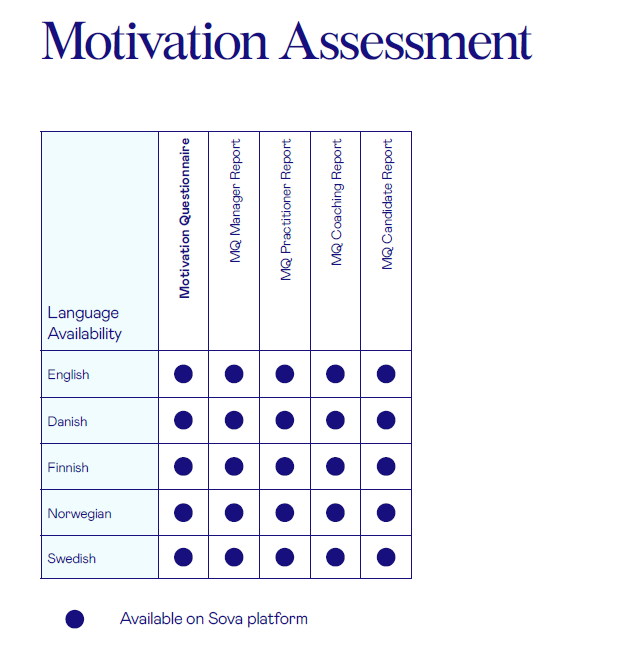 Motivation Assessment
Language
Availability
Motivation Questionnaire
MQ Manager Report
MQ Practitioner Report
MQ Coaching Report
MQ Candidate Report
English
Danish
Finnish
Norwegian
Swedish
Available on Sova platform